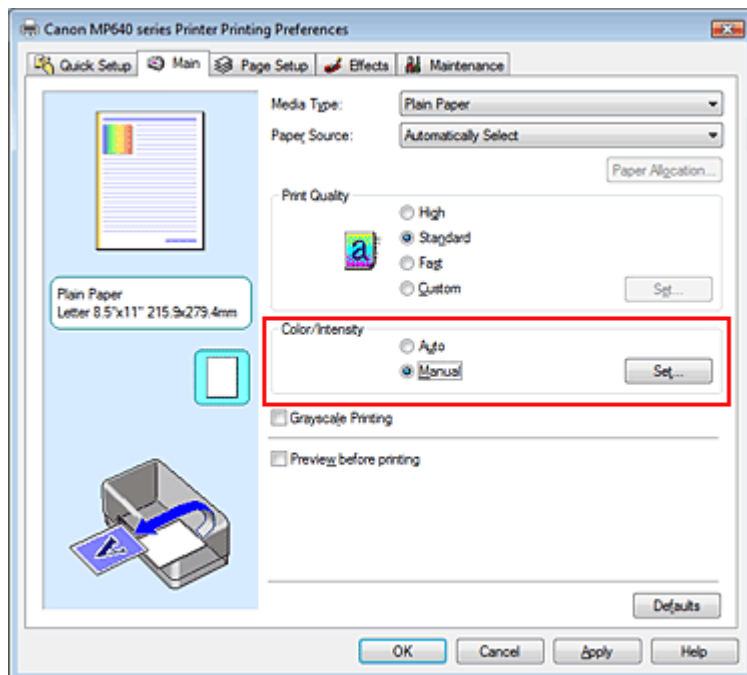 Canon MP640 series Printer Printing Preferences
Quick Setup Main Page Setup Effects Maintenance
Media Type: Plain Paper
Paper Source: Automatically Select
Paper Allocation...
Print Quality
High
a Standard
Fast
Custom Set...
Plain Paper
Letter 8.5"x11" 215.9x279.4mm
Color/Intensity
Auto
Manual Set...
Grayscale Printing
Preview before printing
A
Defaults
OK Cancel Apply Help